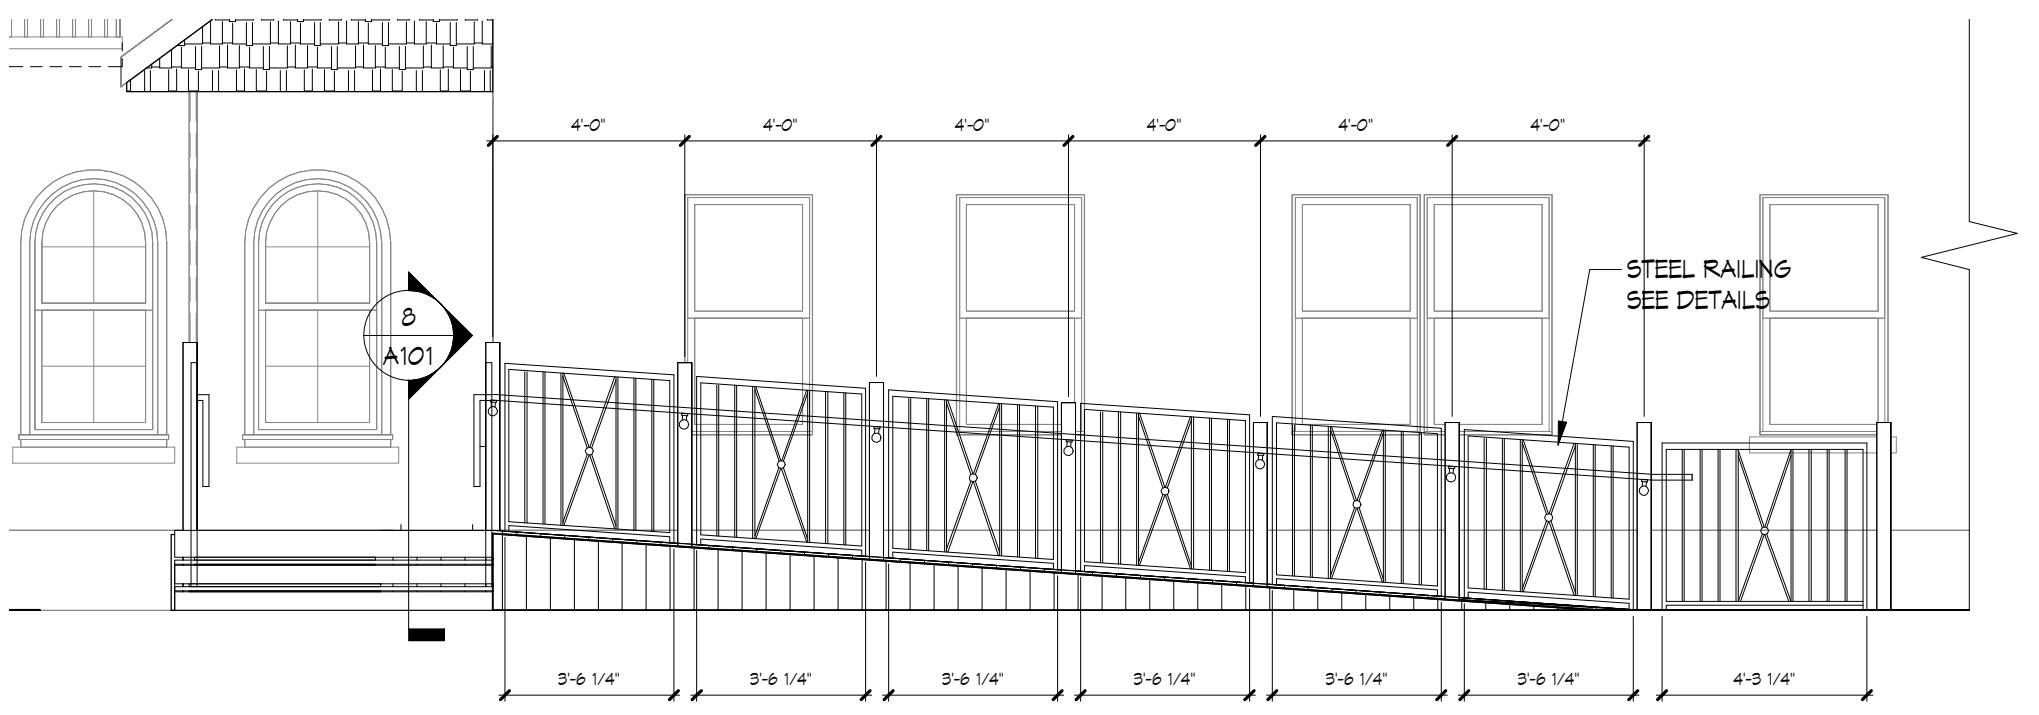 4'-0" 4'-0" 4'-0" 4'-0" 4'-0" 4'-0"
STEEL RAILING
SEE DETAILS
8
A101
3'-6 1/4" 3'-6 1/4" 3'-6 1/4" 3'-6 1/4" 3'-6 1/4" 3'-6 1/4" 4'-3 1/4"